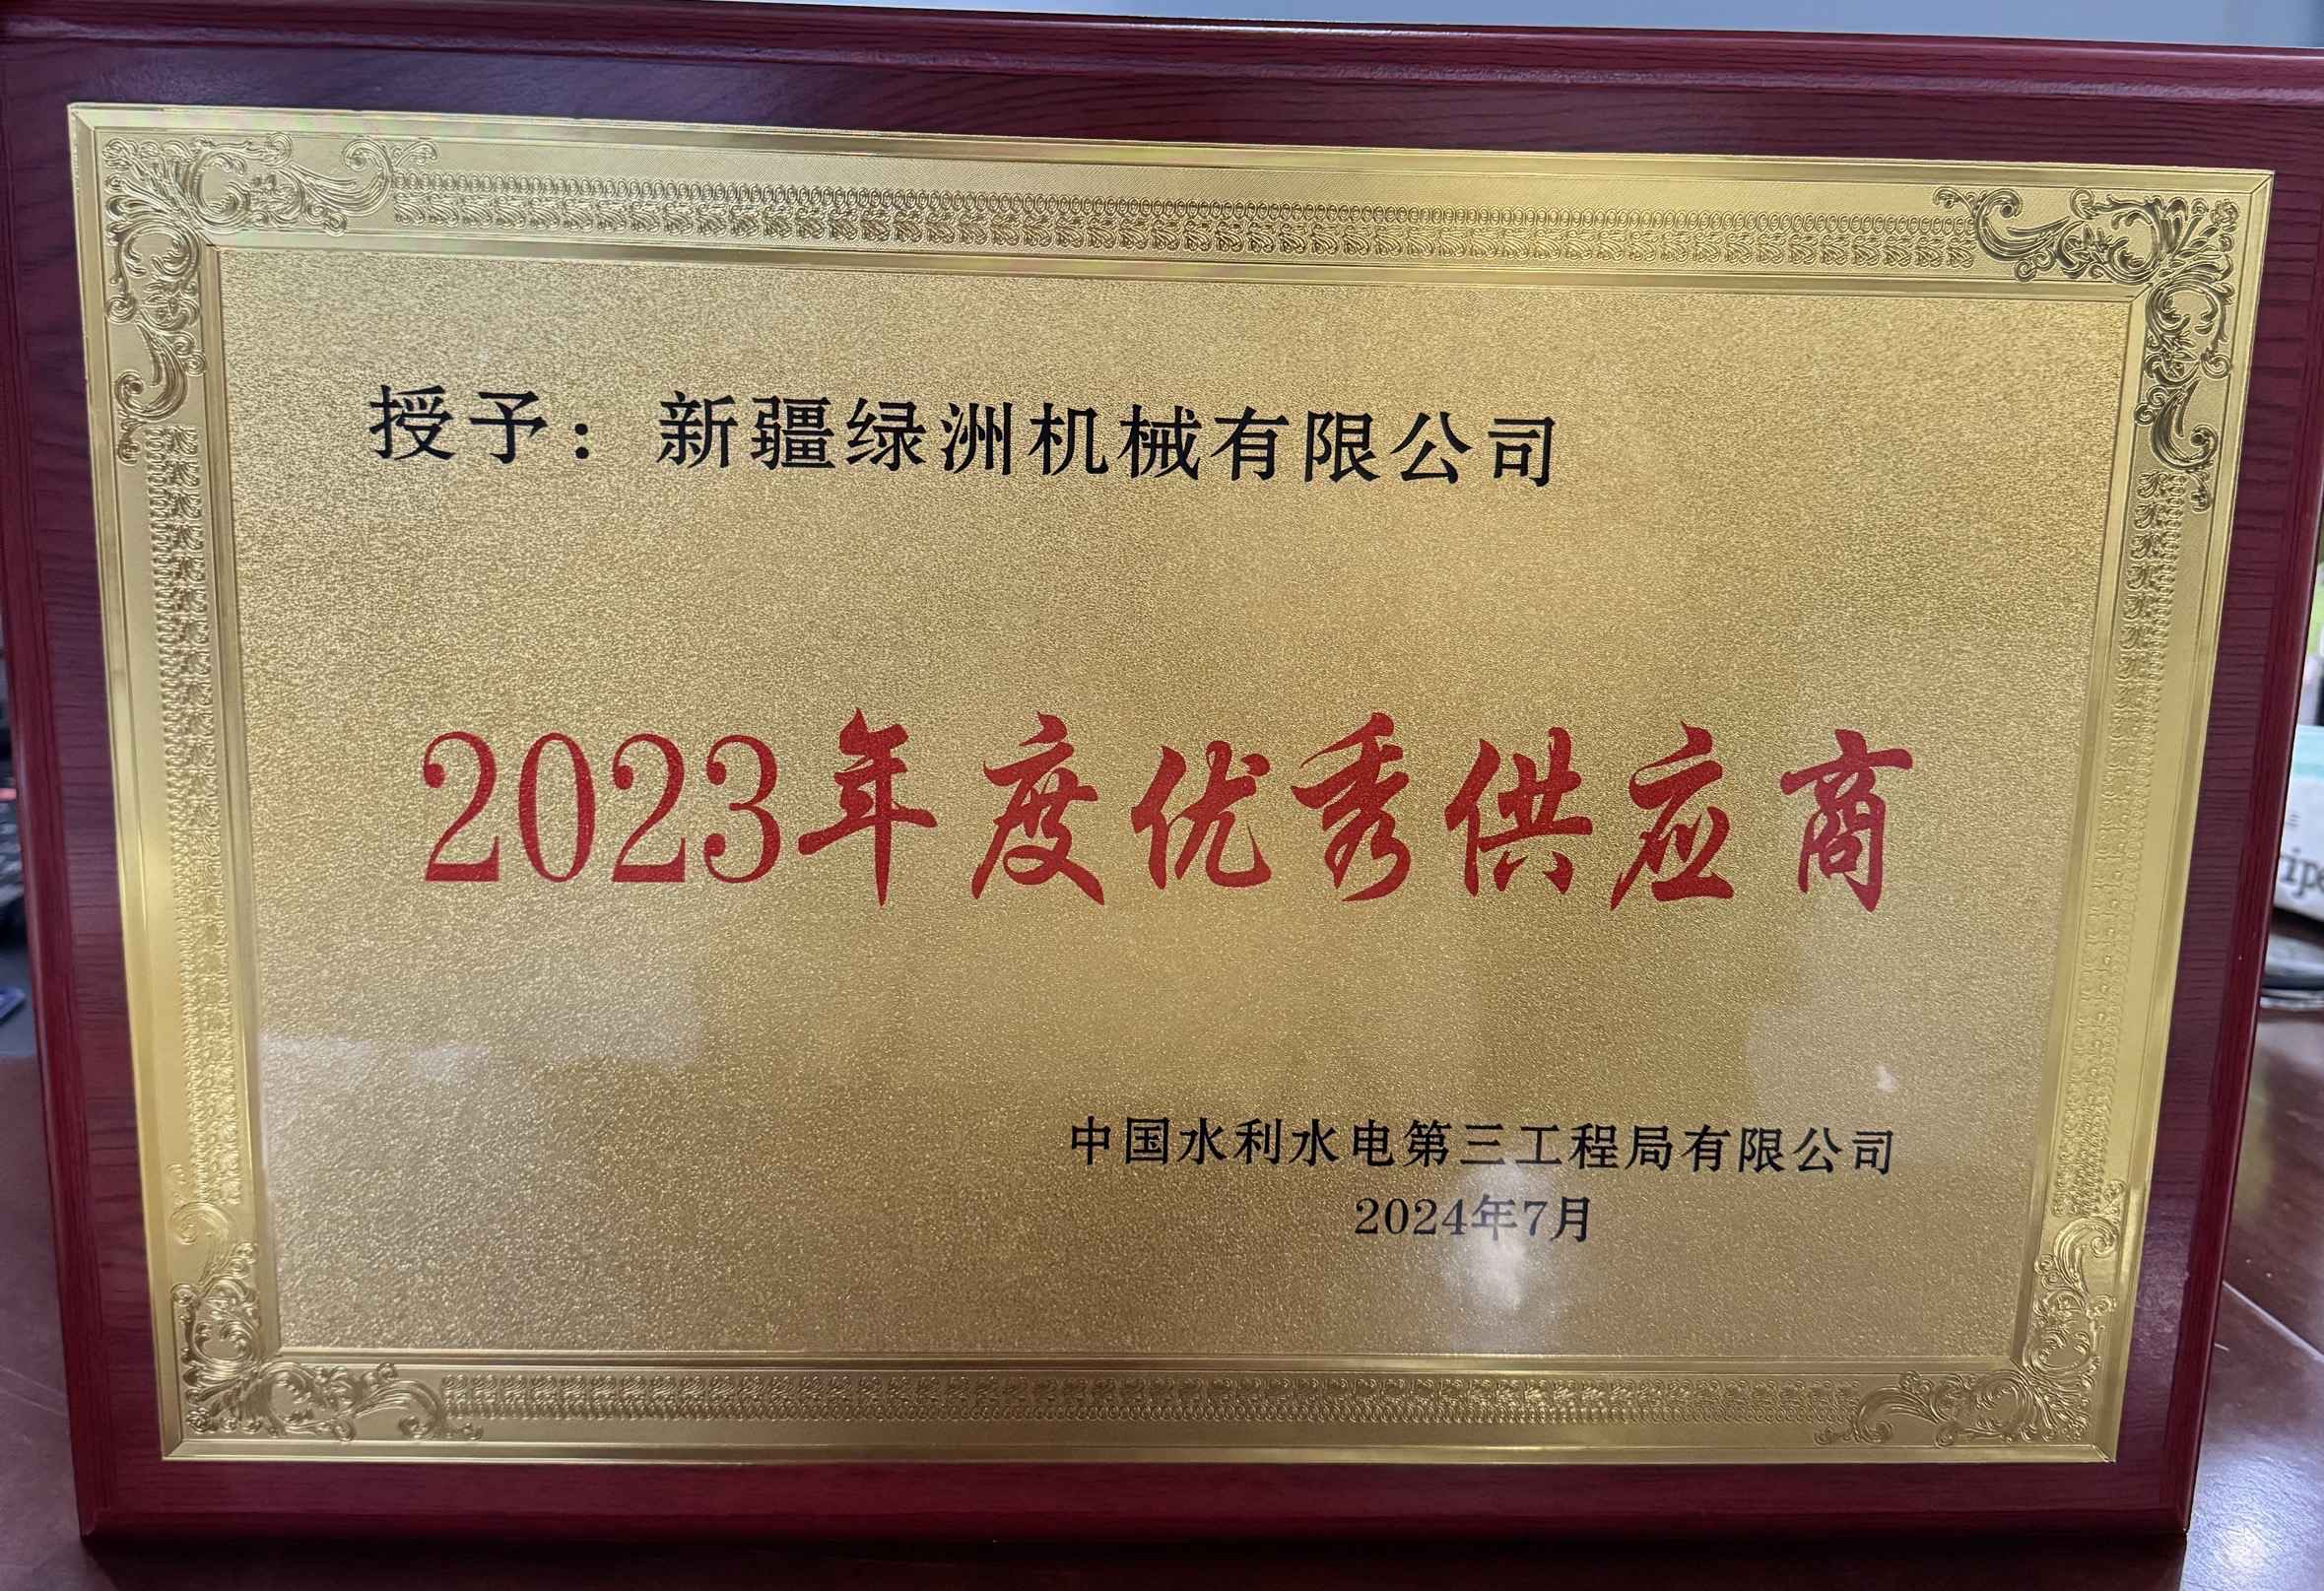 授予：新疆绿洲机械有限公司
2023年度优秀供应商
中国水利水电第三工程局有限公司
2024年7月